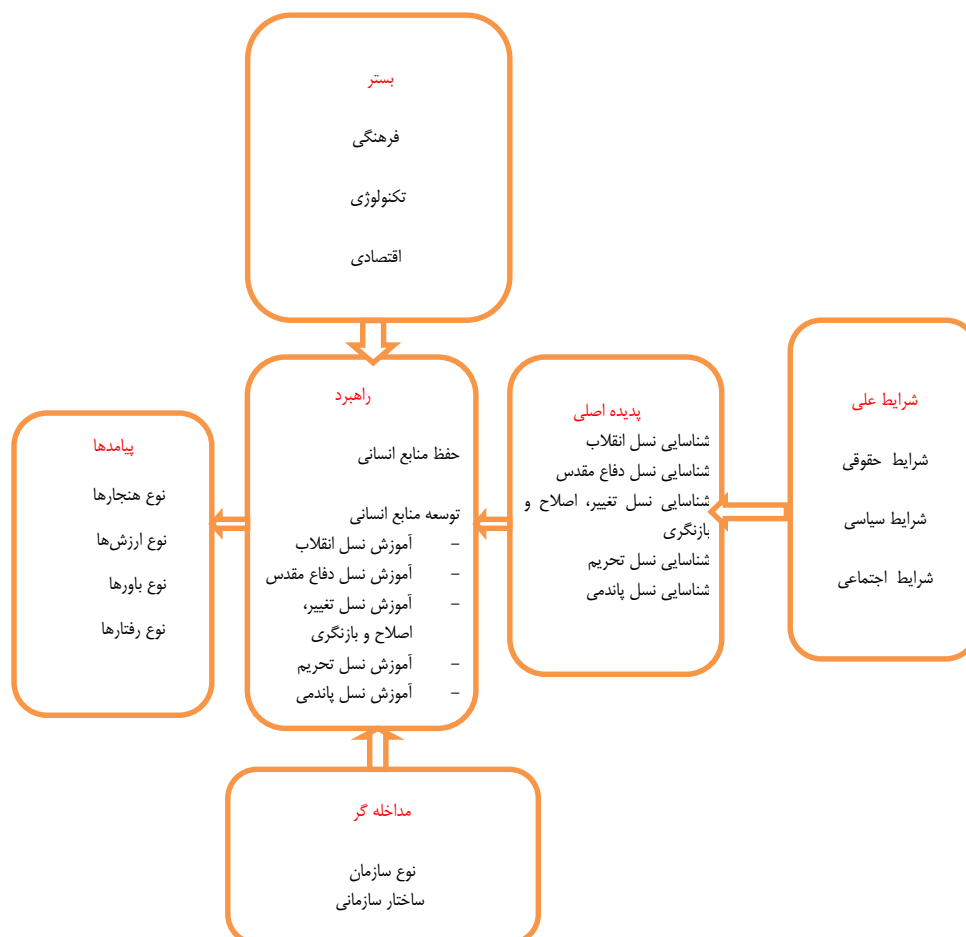 بستر
فرهنگی
تکنولوژی
اقتصادی
شرایط علی
شرایط حقوقی
شرایط سیاسی
شرایط اجتماعی
پدیده اصلی
شناسایی نسل انقلاب
شناسایی نسل دفاع مقدس
شناسایی نسل تغییر، اصلاح و
بازنگری
شناسایی نسل تحریم
شناسایی نسل پاندمی
راهبرد
حفظ منابع انسانی
توسعه منابع انسانی
- آموزش نسل انقلاب
- آموزش نسل دفاع مقدس
- آموزش نسل تغییر،
اصلاح و بازنگری
- آموزش نسل تحریم
- آموزش نسل پاندمی
پیامدها
نوع هنجارها
نوع ارزش‌ها
نوع باورها
نوع رفتارها
مداخله گر
نوع سازمان
ساختار سازمانی